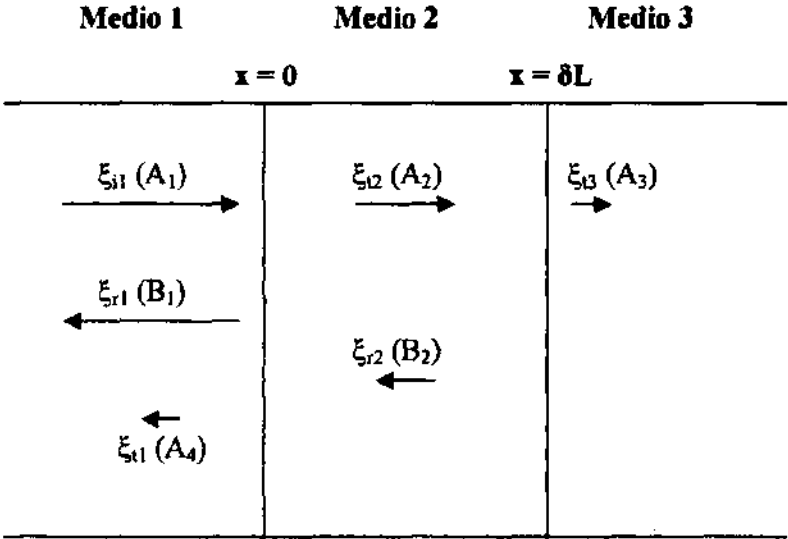 Medio 1 Medio 2 Medio 3
x = 0 x = δL
ξi1 (A1) ξt2 (A2) ξt3 (A3)
ξr1 (B1)
ξr2 (B2)
ξt1 (A4)